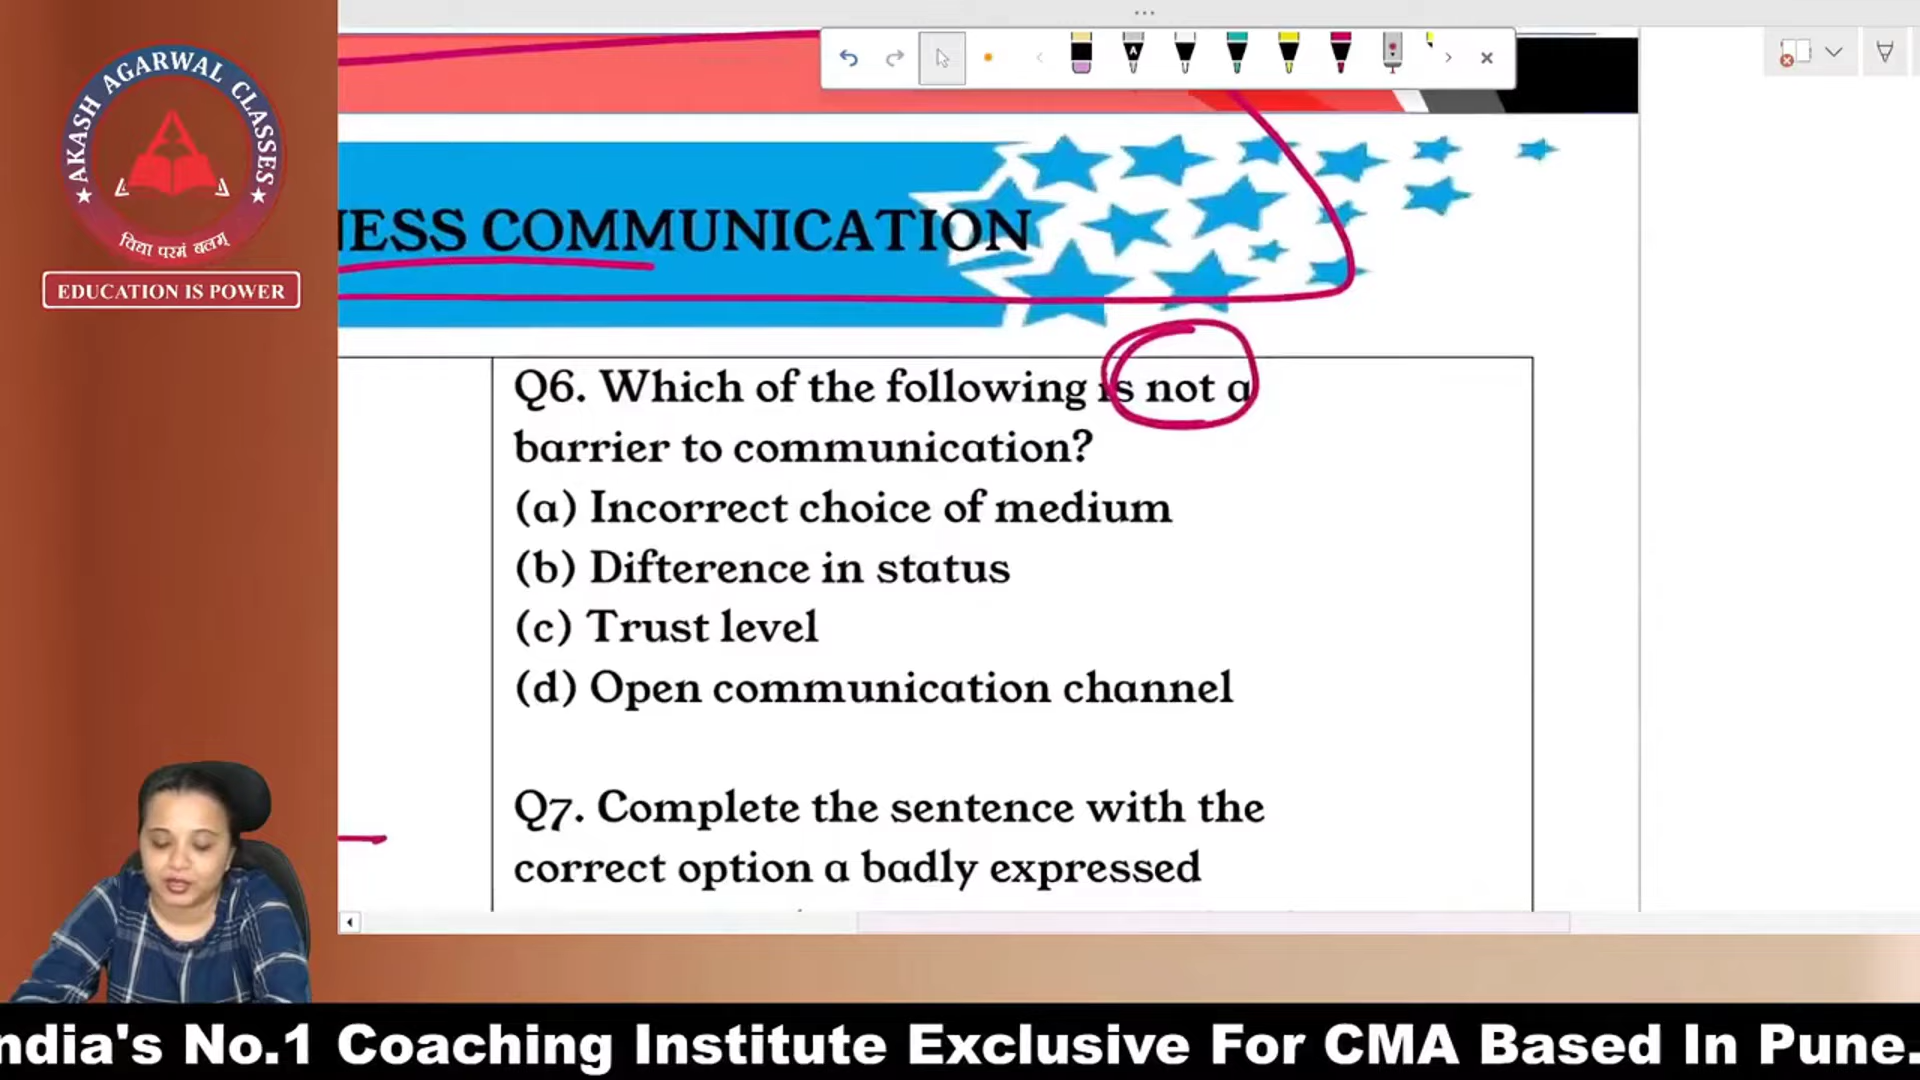 AKASH AGARWAL CLASSES
विद्या परमं बलम्
EDUCATION IS POWER
NESS COMMUNICATION
Q6. Which of the following is not a
barrier to communication?
(a) Incorrect choice of medium
(b) Difterence in status
(c) Trust level
(d) Open communication channel
Q7. Complete the sentence with the
correct option a badly expressed
ndia's No.1 Coaching Institute Exclusive For CMA Based In Pune.